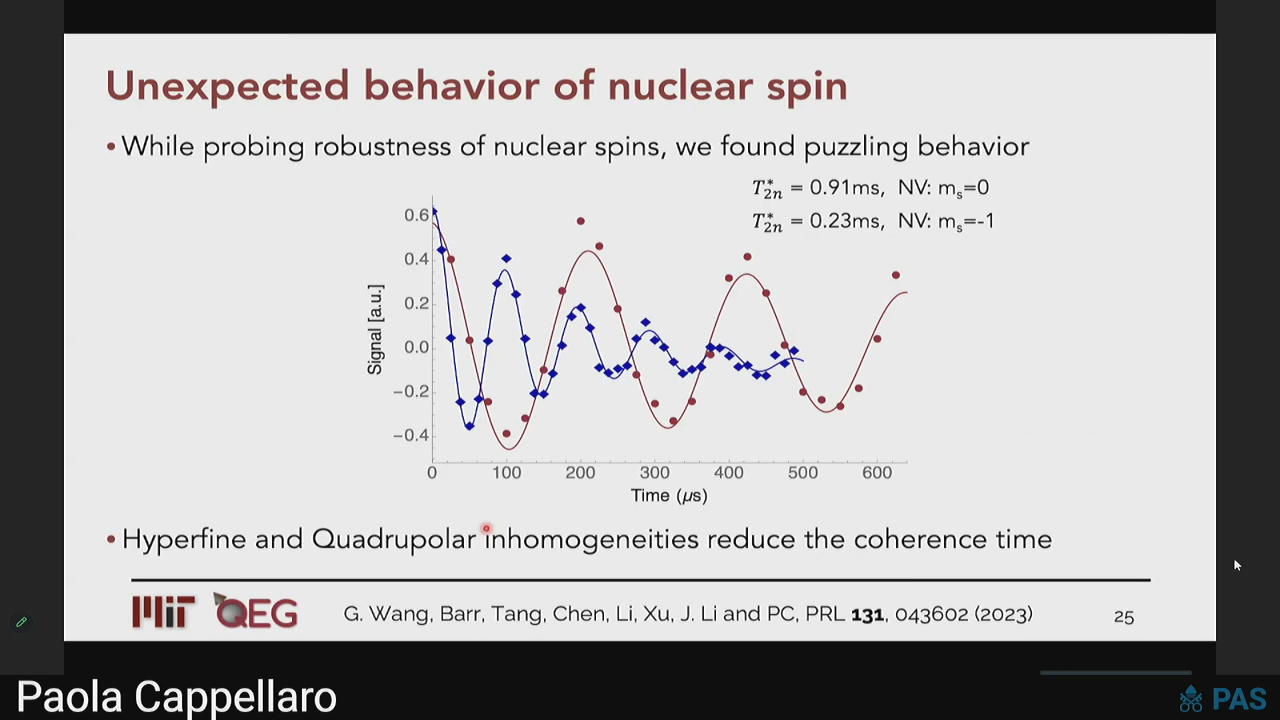 Unexpected behavior of nuclear spin
• While probing robustness of nuclear spins, we found puzzling behavior
T*2n = 0.91ms, NV: ms=0
T*2n = 0.23ms, NV: ms=-1
0.6
0.4
0.2
0.0
−0.2
−0.4
Signal [a.u.]
0 100 200 300 400 500 600
Time (μs)
• Hyperfine and Quadrupolar inhomogeneities reduce the coherence time
MIT QEG
G. Wang, Barr, Tang, Chen, Li, Xu, J. Li and PC, PRL 131, 043602 (2023)
25
Paola Cappellaro
PAS